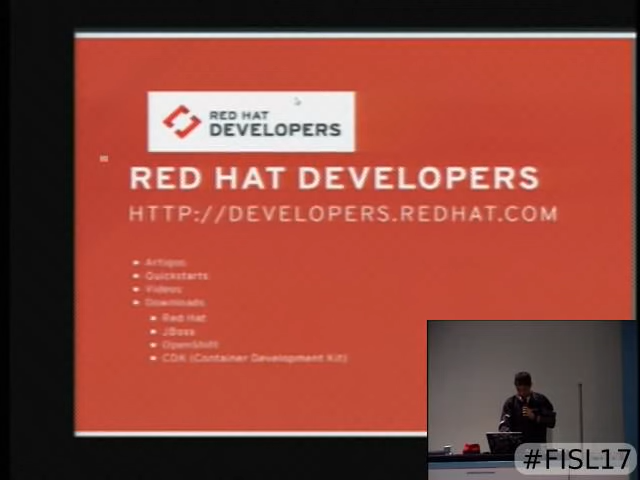 RED HAT
DEVELOPERS
RED HAT DEVELOPERS
HTTP://DEVELOPERS.REDHAT.COM
Artigos
Quickstarts
Videos
Downloads
Red Hat
JBoss
OpenShift
CDK (Container Development Kit)
#FISL17